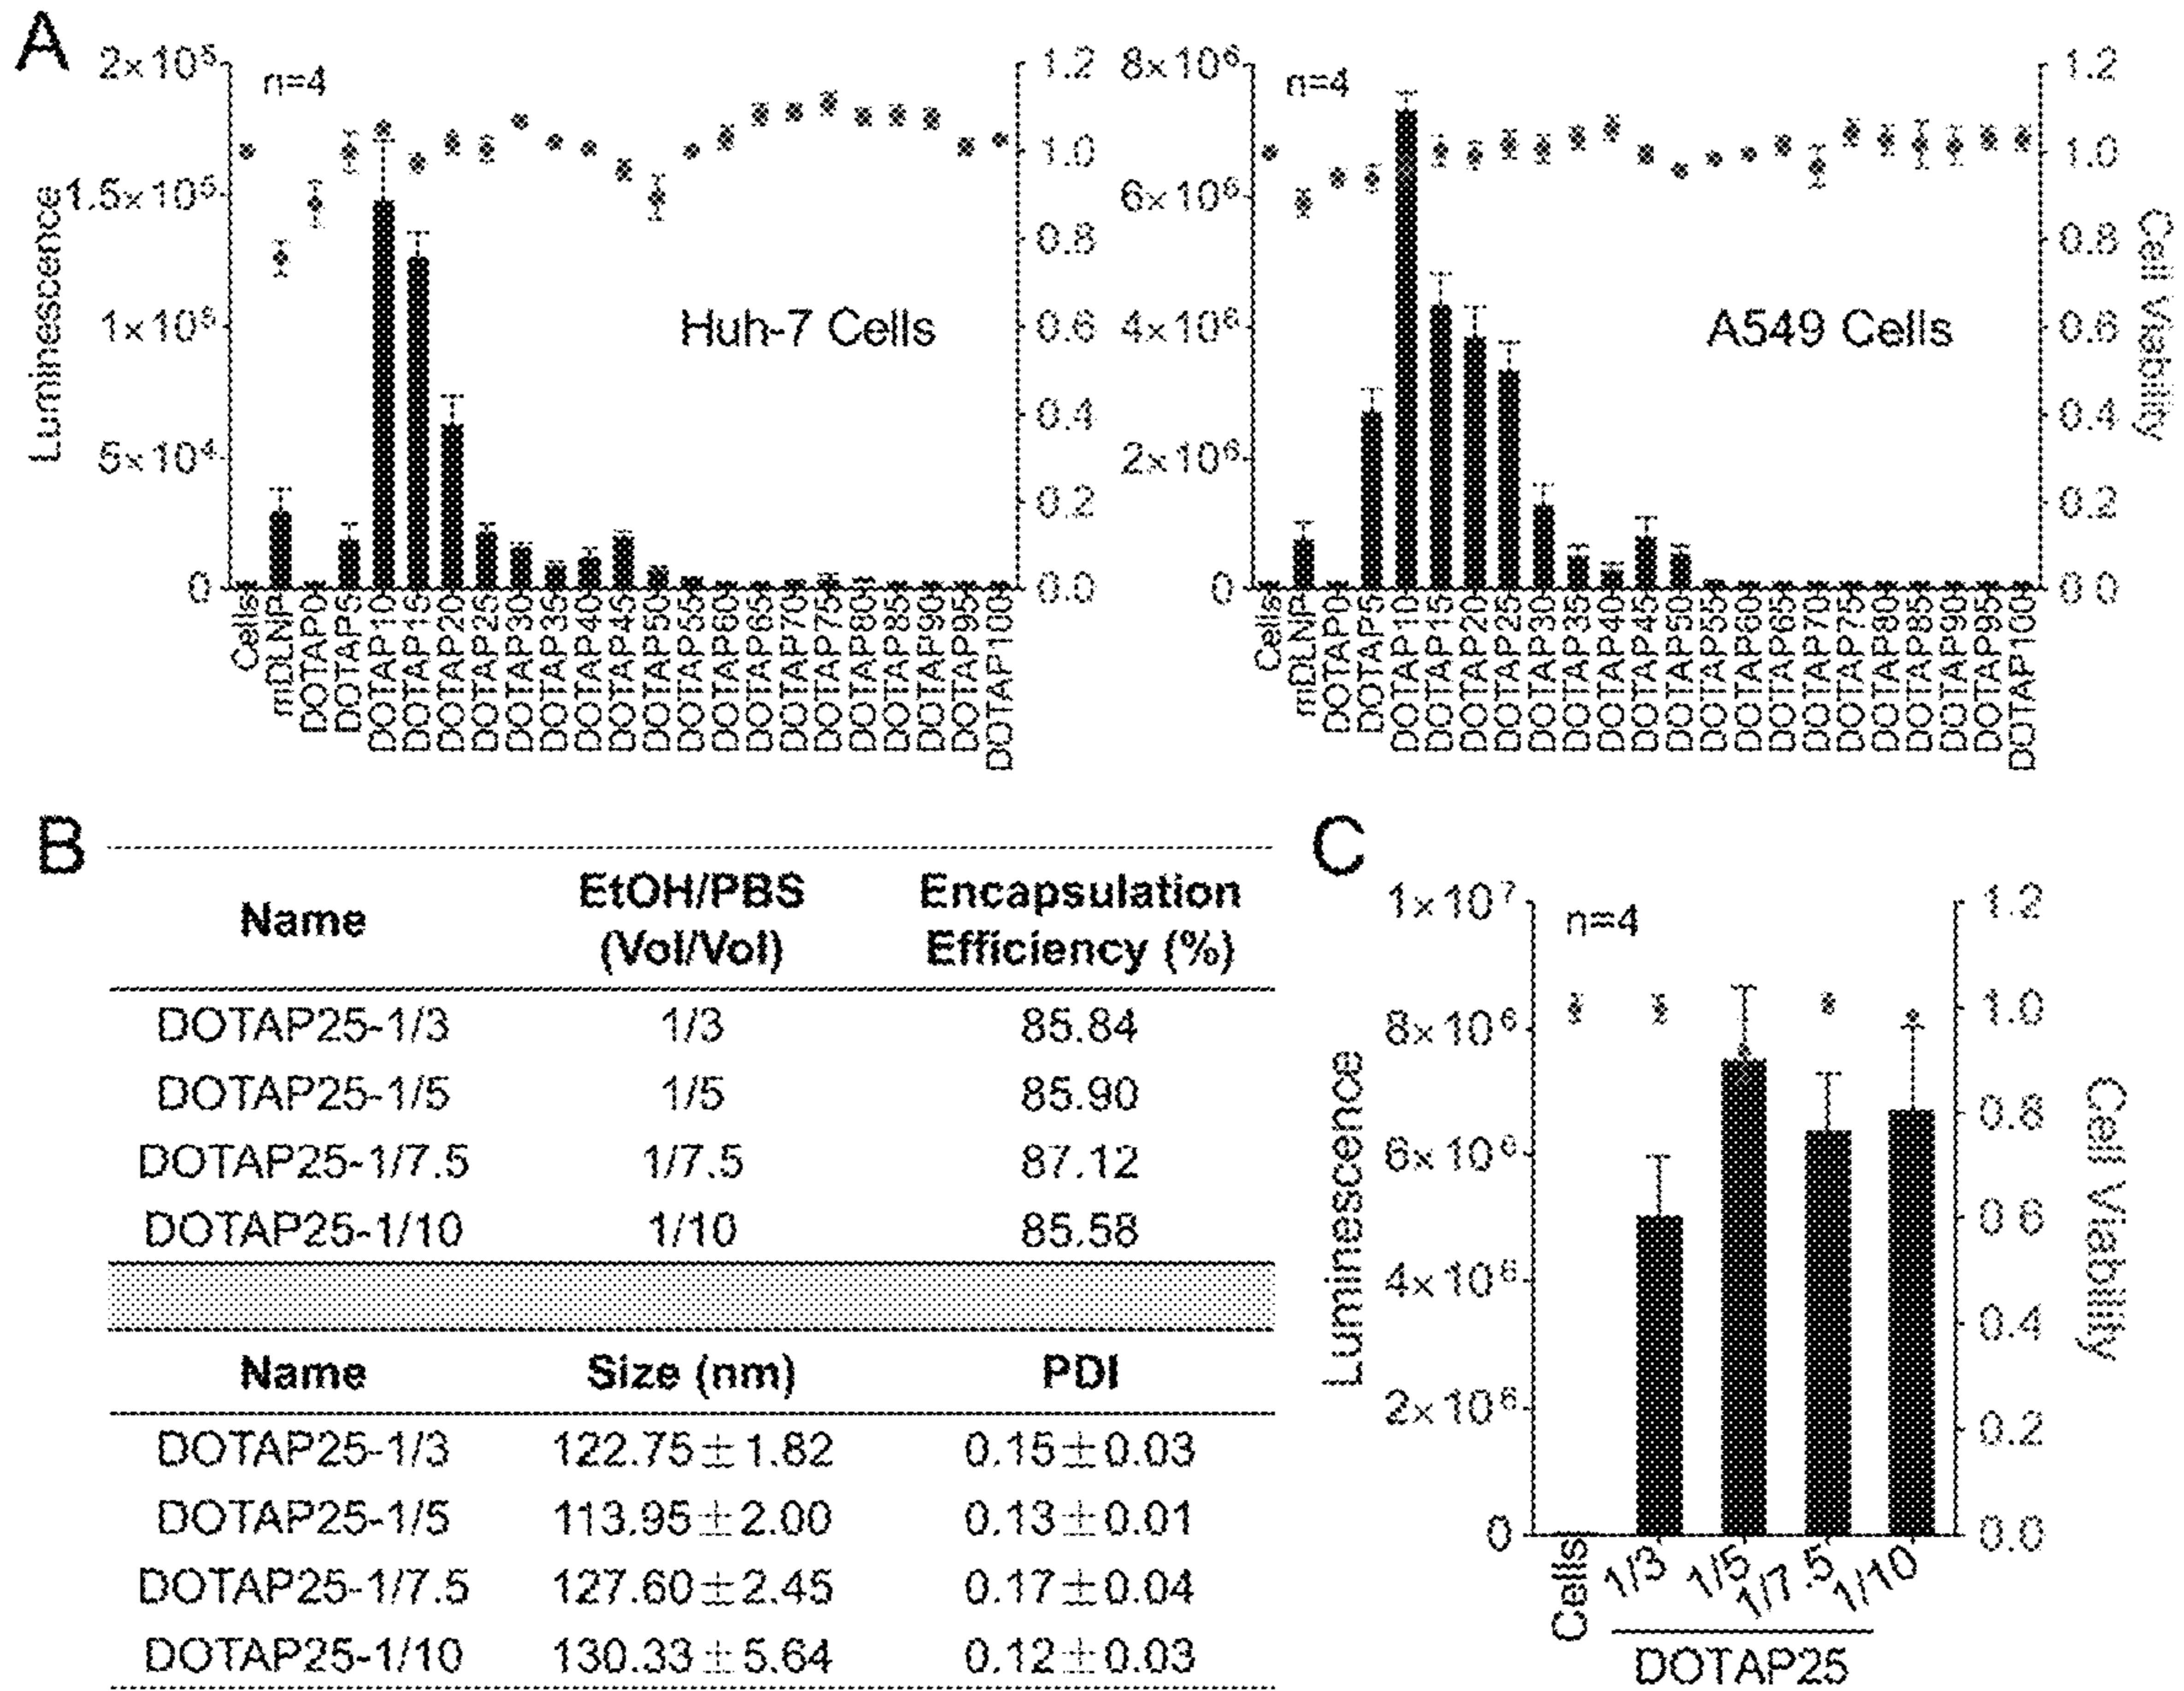 A
2×10⁵
1.5×10⁵
1×10⁵
5×10⁴
0
Luminescence
n=4
Huh-7 Cells
1.2
1.0
0.8
0.6
0.4
0.2
0.0
Cells
mDLNP
DOTAP0
DOTAP5
DOTAP10
DOTAP15
DOTAP20
DOTAP25
DOTAP30
DOTAP35
DOTAP40
DOTAP45
DOTAP50
DOTAP55
DOTAP60
DOTAP65
DOTAP70
DOTAP75
DOTAP80
DOTAP85
DOTAP90
DOTAP95
DOTAP100
8×10⁶
6×10⁶
4×10⁶
2×10⁶
0
n=4
A549 Cells
1.2
1.0
0.8
0.6
0.4
0.2
0.0
Cell Viability
Cells
mDLNP
DOTAP0
DOTAP5
DOTAP10
DOTAP15
DOTAP20
DOTAP25
DOTAP30
DOTAP35
DOTAP40
DOTAP45
DOTAP50
DOTAP55
DOTAP60
DOTAP65
DOTAP70
DOTAP75
DOTAP80
DOTAP85
DOTAP90
DOTAP95
DOTAP100
B
Name EtOH/PBS (Vol/Vol) Encapsulation Efficiency (%)
DOTAP25-1/3 1/3 85.84
DOTAP25-1/5 1/5 85.90
DOTAP25-1/7.5 1/7.5 87.12
DOTAP25-1/10 1/10 85.58
Name Size (nm) PDI
DOTAP25-1/3 122.75±1.82 0.15±0.03
DOTAP25-1/5 113.95±2.00 0.13±0.01
DOTAP25-1/7.5 127.60±2.45 0.17±0.04
DOTAP25-1/10 130.33±5.64 0.12±0.03
C
1×10⁷
8×10⁶
6×10⁶
4×10⁶
2×10⁶
0
Luminescence
n=4
1.2
1.0
0.8
0.6
0.4
0.2
0.0
Cell Viability
Cells
1/3
1/5
1/7.5
1/10
DOTAP25